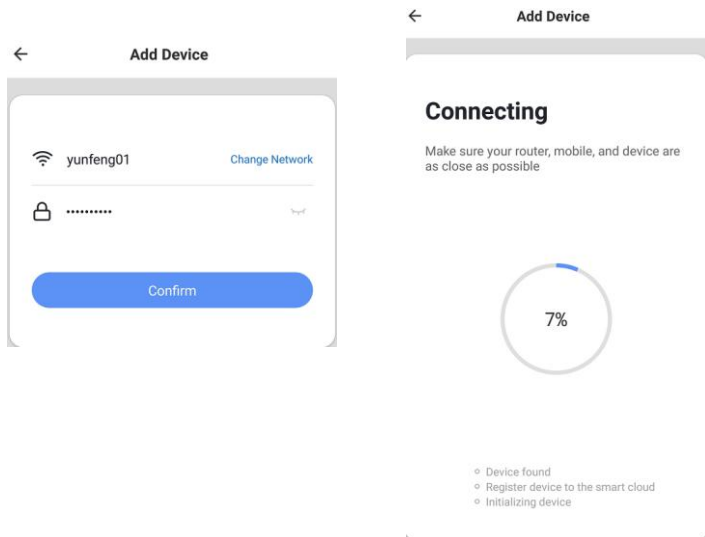 Add Device
yunfeng01
Change Network
••••••••••
Confirm
Add Device
Connecting
Make sure your router, mobile, and device are
as close as possible
7%
Device found
Register device to the smart cloud
Initializing device